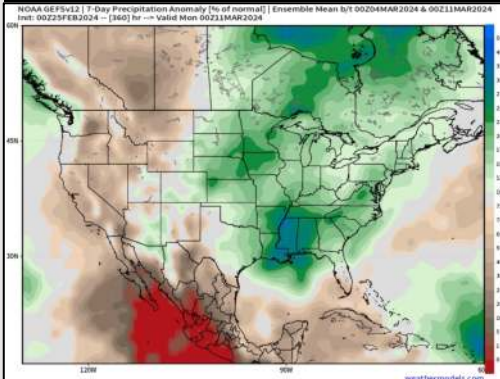 NOAA GEFSv12 | 7-Day Precipitation Anomaly [% of normal] | Ensemble Mean b/t 00Z04MAR2024 & 00Z11MAR2024
Init: 00Z25FEB2024 -- [360] hr --> Valid Mon 00Z11MAR2024
60N
45N
30N
120W
90W
weathermodels.com